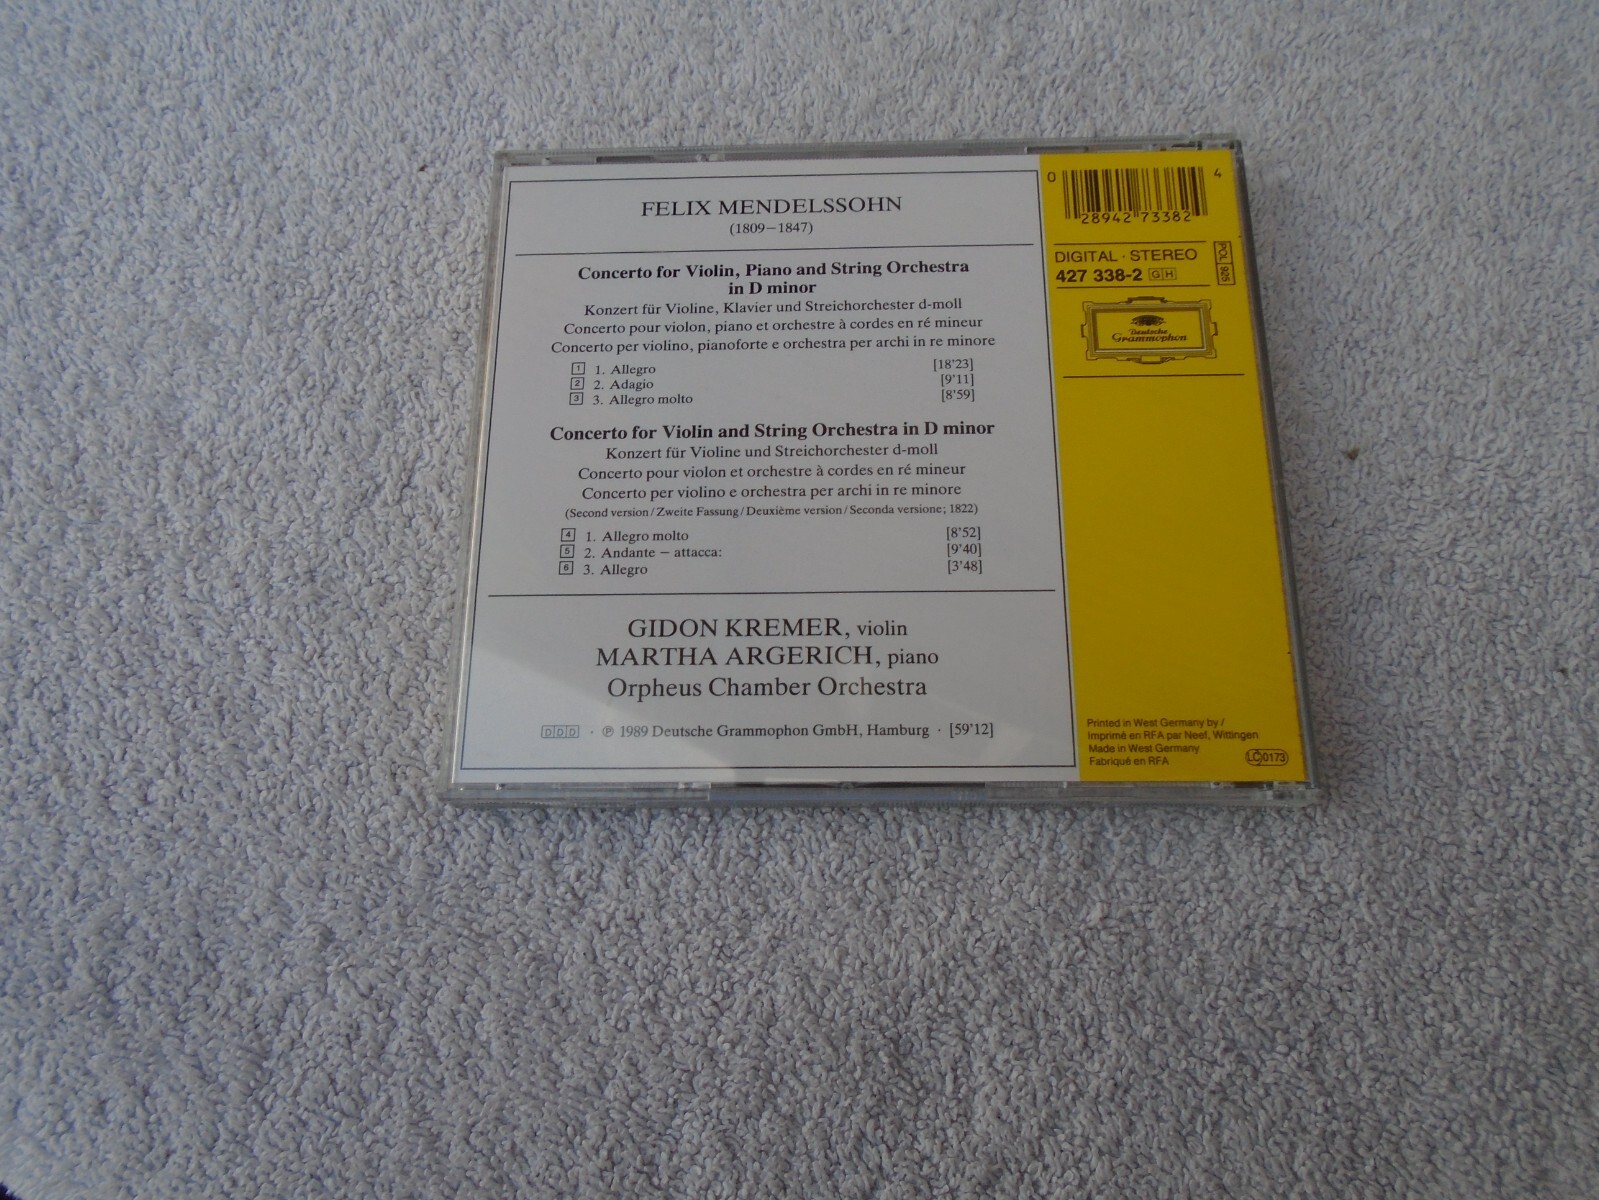 FELIX MENDELSSOHN
(1809–1847)
Concerto for Violin, Piano and String Orchestra
in D minor
Konzert für Violine, Klavier und Streichorchester d-moll
Concerto pour violon, piano et orchestre à cordes en ré mineur
Concerto per violino, pianoforte e orchestra per archi in re minore
1 1. Allegro [18'23]
2 2. Adagio [9'11]
3 3. Allegro molto [8'59]
Concerto for Violin and String Orchestra in D minor
Konzert für Violine und Streichorchester d-moll
Concerto pour violon et orchestre à cordes en ré mineur
Concerto per violino e orchestra per archi in re minore
(Second version / Zweite Fassung / Deuxième version / Seconda versione; 1822)
4 1. Allegro molto [8'52]
5 2. Andante – attacca: [9'40]
6 3. Allegro [3'48]
GIDON KREMER, violin
MARTHA ARGERICH, piano
Orpheus Chamber Orchestra
DDD · ℗ 1989 Deutsche Grammophon GmbH, Hamburg · [59'12]
0 28942 73382 4
DIGITAL · STEREO
427 338-2 GH
POL 925
Deutsche
Grammophon
Printed in West Germany by /
Imprimé en RFA par Neef, Wittingen
Made in West Germany
Fabriqué en RFA
LC 0173